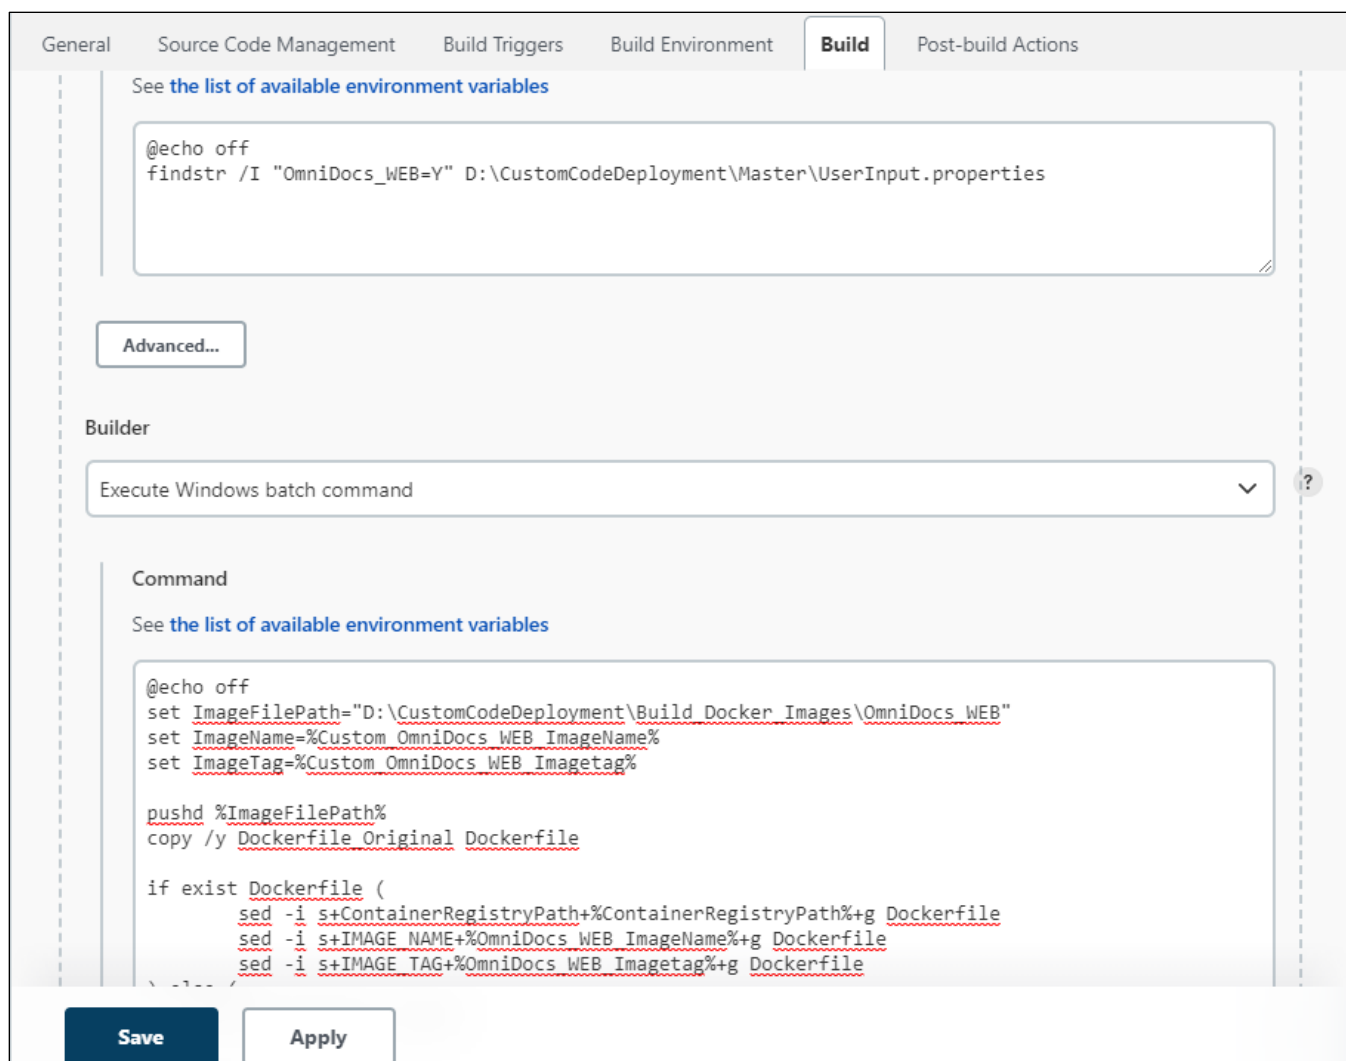 General Source Code Management Build Triggers Build Environment Build Post-build Actions
See the list of available environment variables
@echo off
findstr /I "OmniDocs_WEB=Y" D:\CustomCodeDeployment\Master\UserInput.properties
Advanced...
Builder
Execute Windows batch command
?
Command
See the list of available environment variables
@echo off
set ImageFilePath="D:\CustomCodeDeployment\Build_Docker_Images\OmniDocs_WEB"
set ImageName=%Custom_OmniDocs_WEB_ImageName%
set ImageTag=%Custom_OmniDocs_WEB_Imagetag%
pushd %ImageFilePath%
copy /y Dockerfile_Original Dockerfile
if exist Dockerfile (
sed -i s+ContainerRegistryPath+%ContainerRegistryPath%+g Dockerfile
sed -i s+IMAGE_NAME+%OmniDocs_WEB_ImageName%+g Dockerfile
sed -i s+IMAGE_TAG+%OmniDocs_WEB_Imagetag%+g Dockerfile
) else (
Save Apply